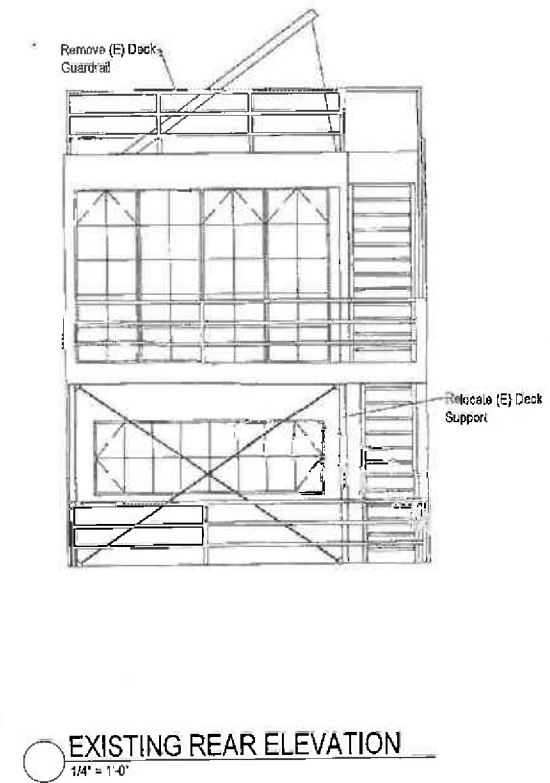 Remove (E) Deck
Guardrail
Relocate (E) Deck
Support
EXISTING REAR ELEVATION
1/4" = 1'-0"